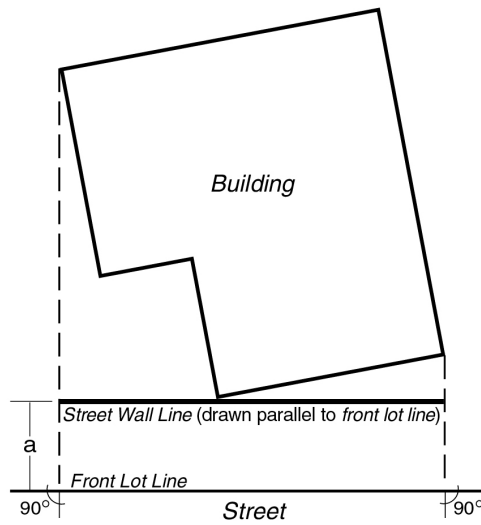 Building
Street Wall Line (drawn parallel to front lot line)
a
Front Lot Line
90° Street 90°